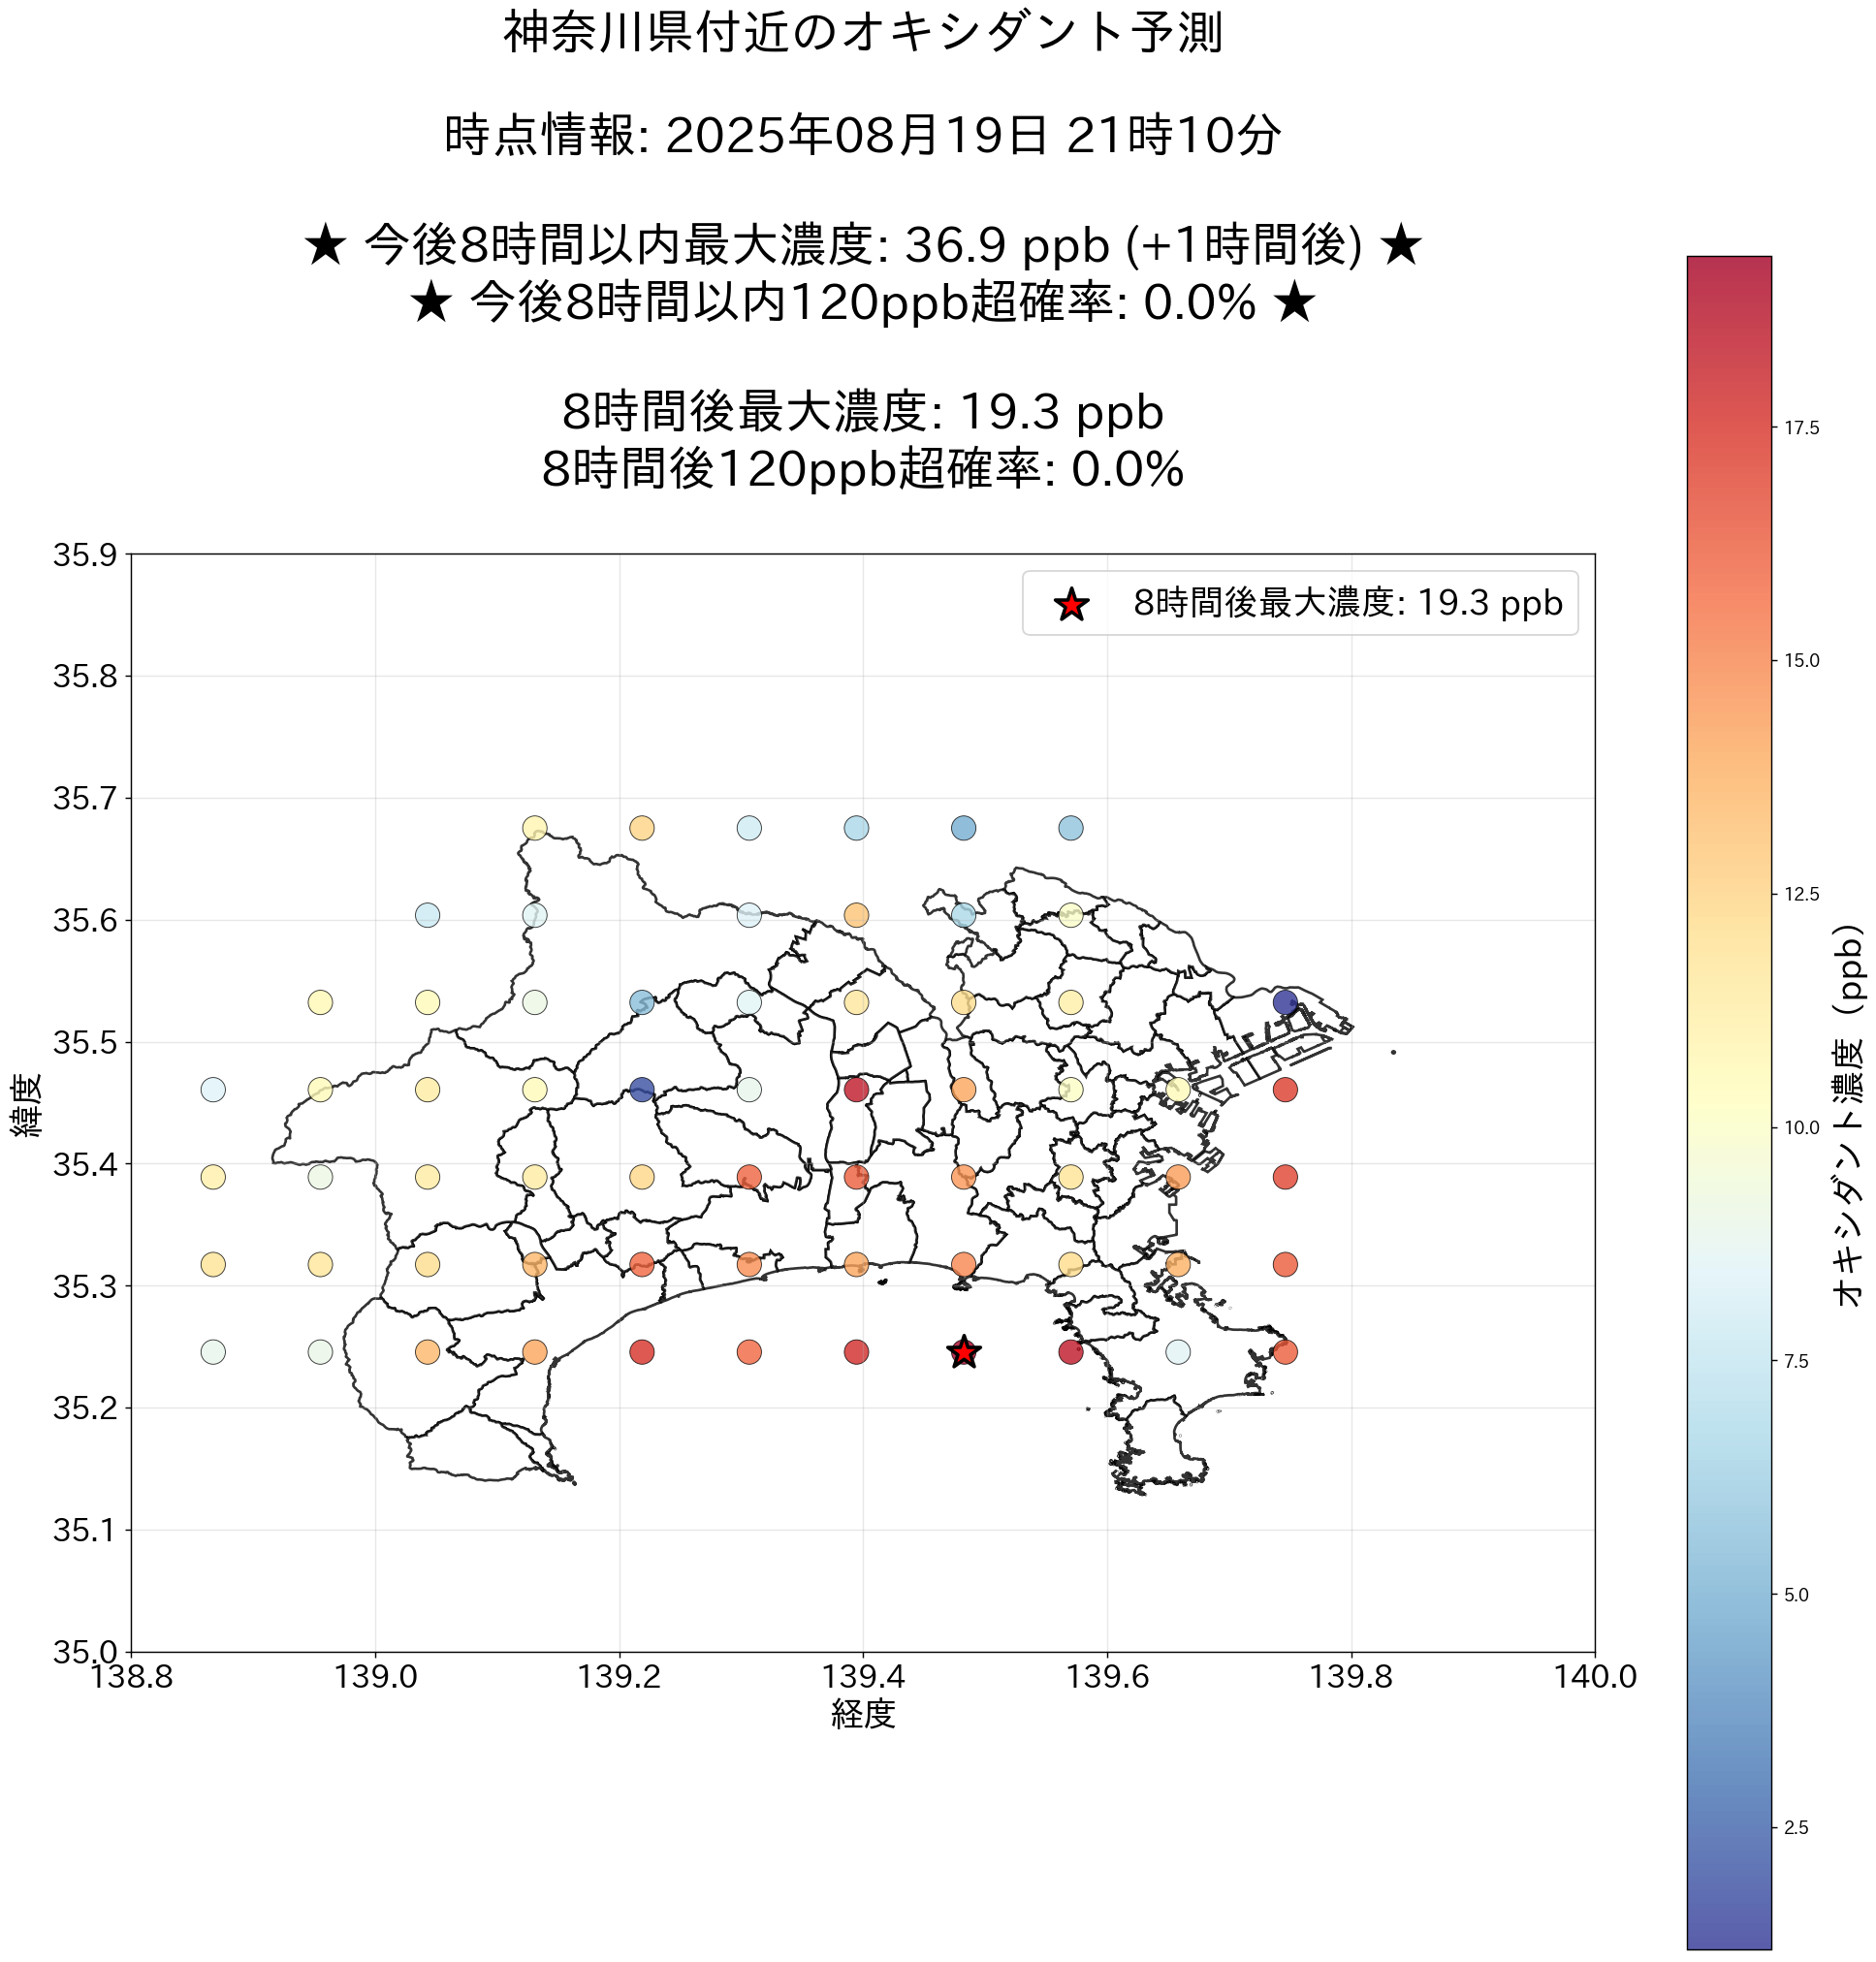 神奈川県付近のオキシダント予測
時点情報: 2025年08月19日 21時10分
★ 今後8時間以内最大濃度: 36.9 ppb (+1時間後) ★
★ 今後8時間以内120ppb超確率: 0.0% ★
8時間後最大濃度: 19.3 ppb
8時間後120ppb超確率: 0.0%
8時間後最大濃度: 19.3 ppb
35.9
35.8
35.7
35.6
35.5
35.4
35.3
35.2
35.1
35.0
緯度
138.8 139.0 139.2 139.4 139.6 139.8 140.0
経度
17.5
15.0
12.5
10.0
7.5
5.0
2.5
オキシダント濃度（ppb）